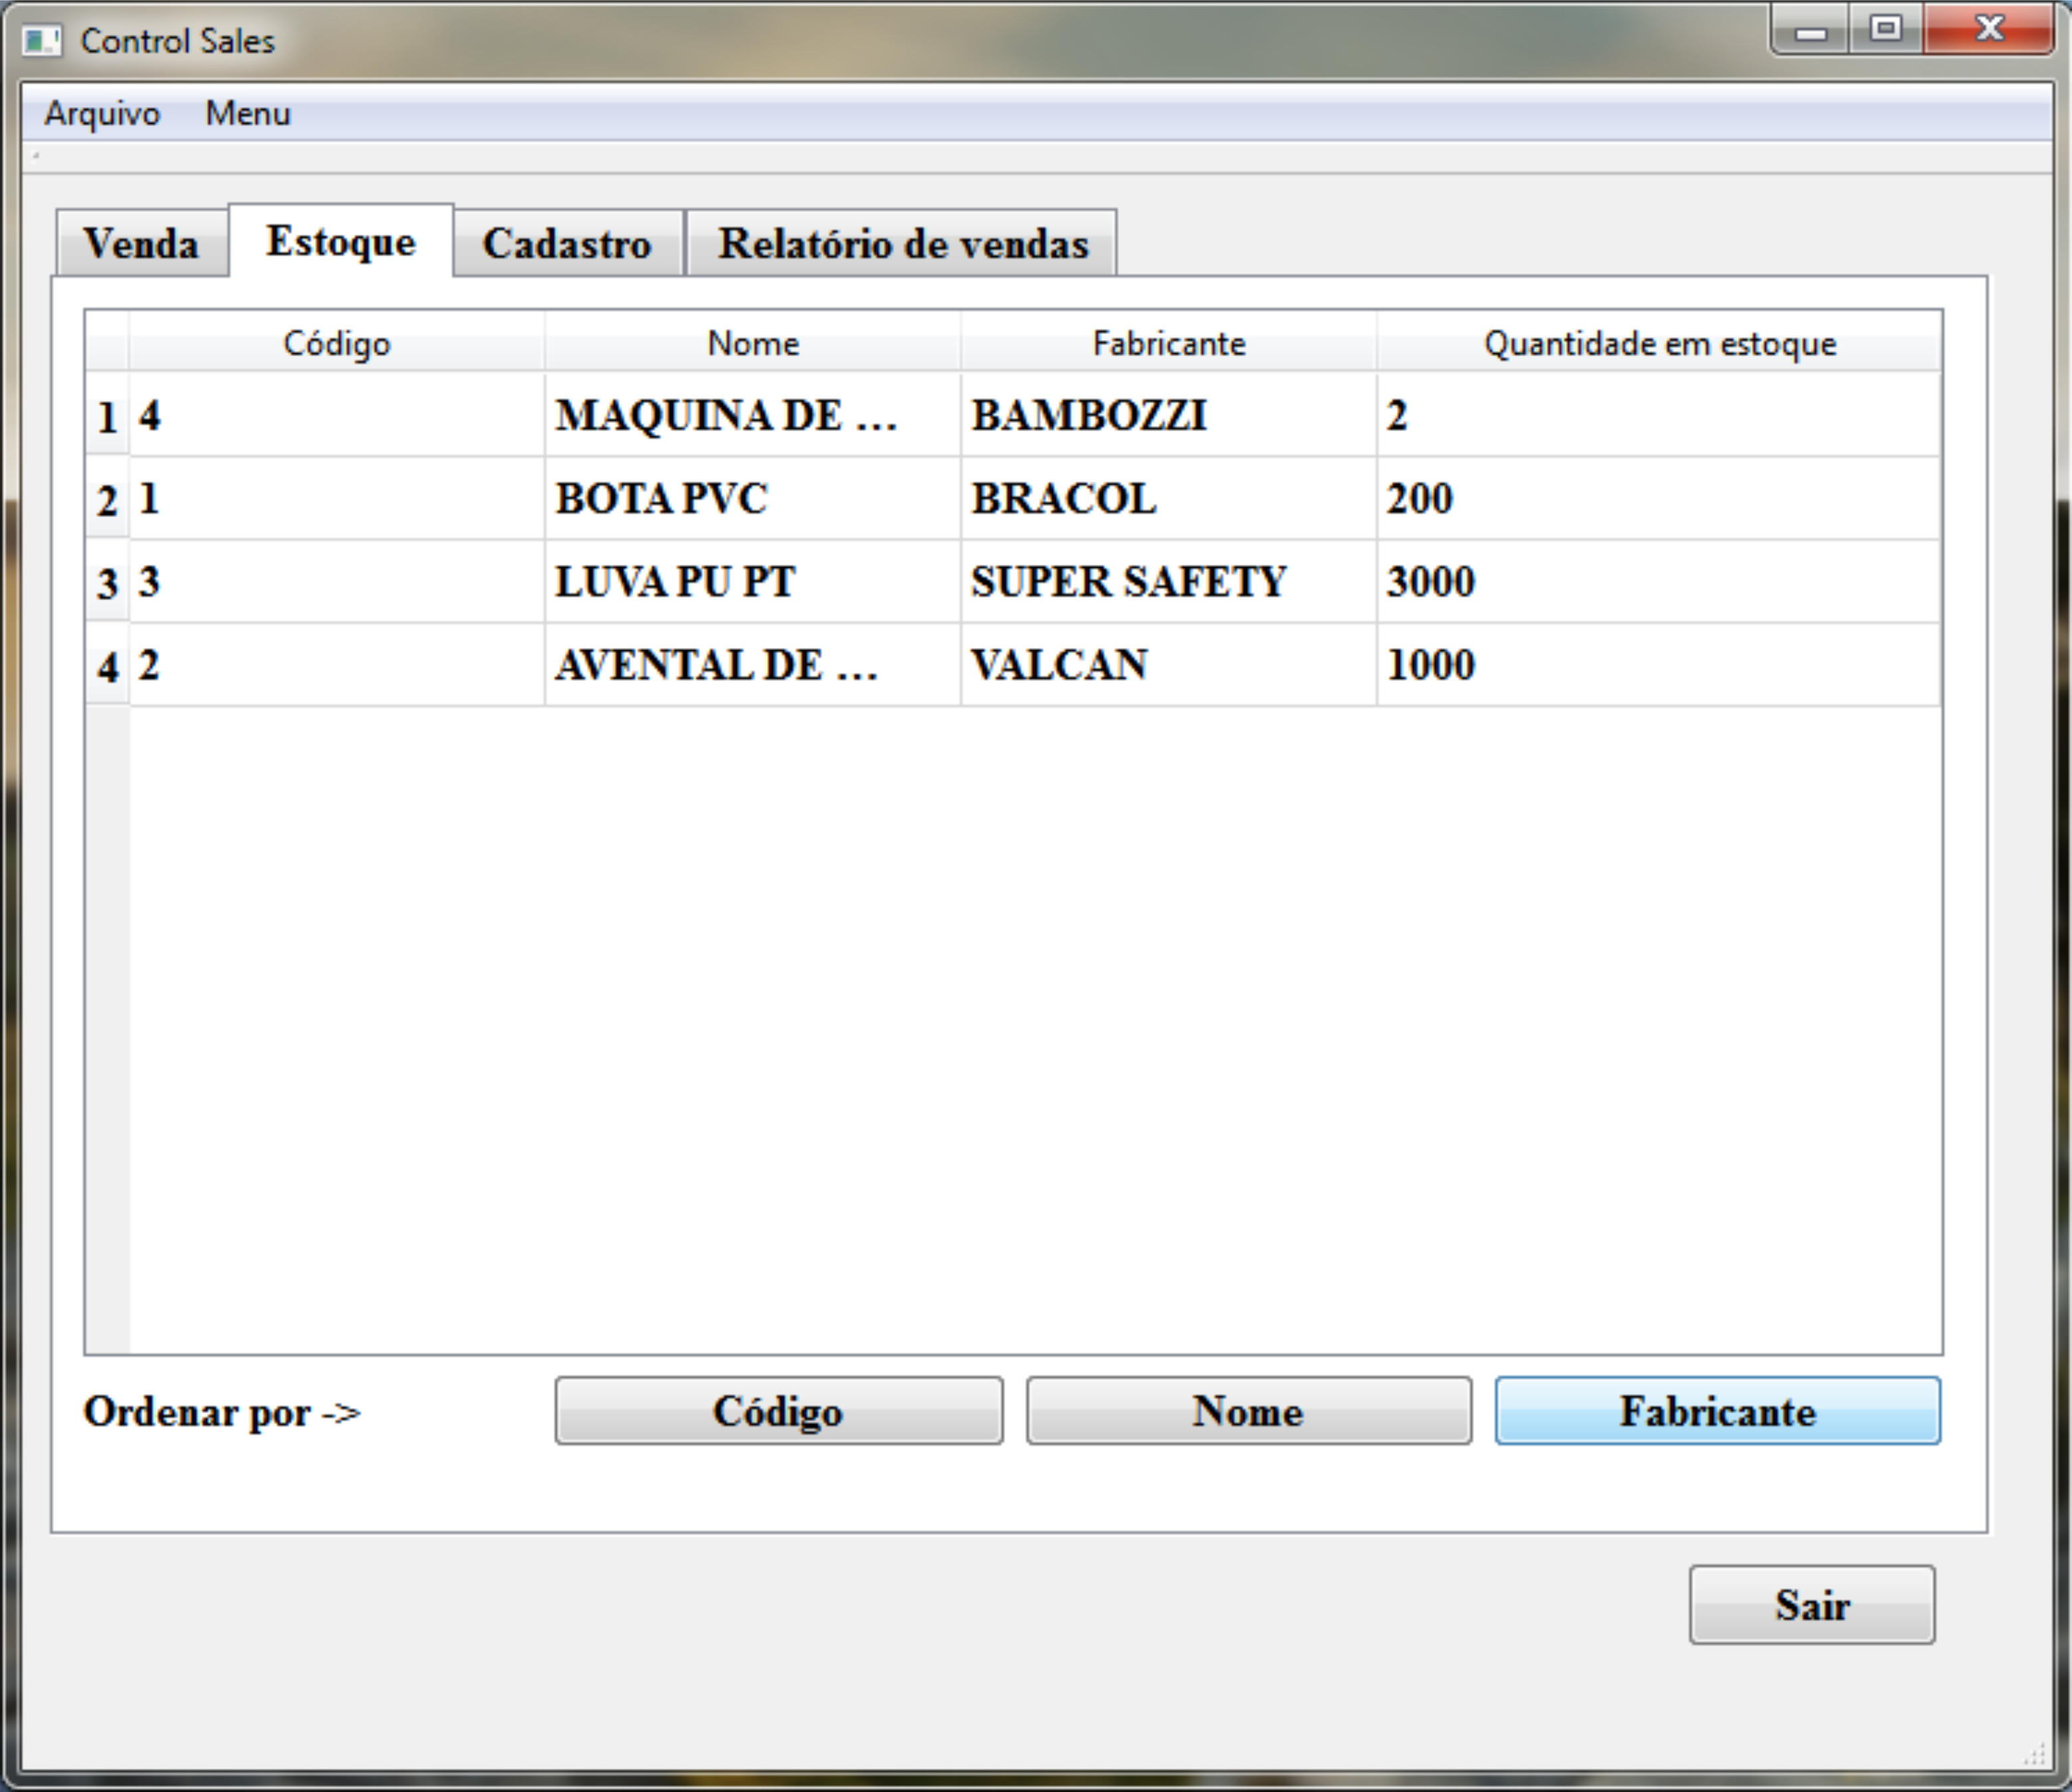 Control Sales
Arquivo Menu
Venda Estoque Cadastro Relatório de vendas
Código Nome Fabricante Quantidade em estoque
1 4 MAQUINA DE ... BAMBOZZI 2
2 1 BOTA PVC BRACOL 200
3 3 LUVA PU PT SUPER SAFETY 3000
4 2 AVENTAL DE ... VALCAN 1000
Ordenar por -> Código Nome Fabricante
Sair